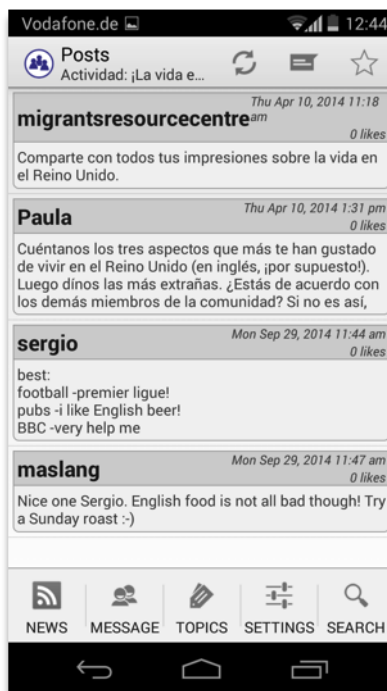 Vodafone.de 12:44
Posts
Actividad: ¡La vida e...
Thu Apr 10, 2014 11:18
migrantsresourcecentre am
0 likes
Comparte con todos tus impresiones sobre la vida en
el Reino Unido.
Paula Thu Apr 10, 2014 1:31 pm
0 likes
Cuéntanos los tres aspectos que más te han gustado
de vivir en el Reino Unido (en inglés, ¡por supuesto!).
Luego dínos las más extrañas. ¿Estás de acuerdo con
los demás miembros de la comunidad? Si no es así,
sergio Mon Sep 29, 2014 11:44 am
0 likes
best:
football -premier ligue!
pubs -i like English beer!
BBC -very help me
maslang Mon Sep 29, 2014 11:47 am
0 likes
Nice one Sergio. English food is not all bad though! Try
a Sunday roast :-)
NEWS MESSAGE TOPICS SETTINGS SEARCH